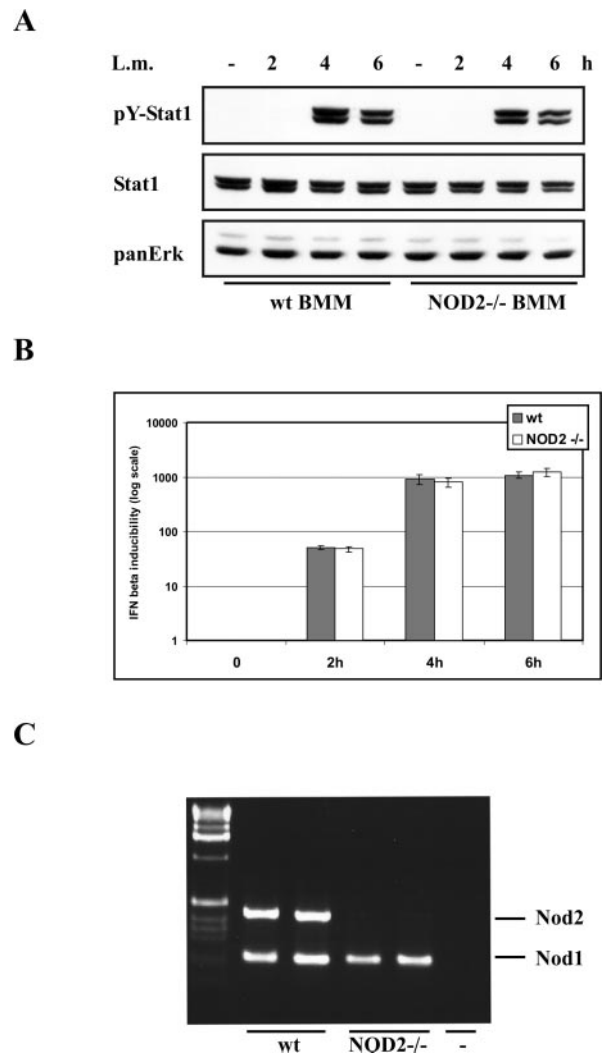 A
L.m. - 2 4 6 - 2 4 6 h
pY-Stat1
Stat1
panErk
wt BMM NOD2-/- BMM
B
IFN beta inducibility (log scale)
10000
1000
100
10
1
wt
NOD2 -/-
0 2h 4h 6h
C
Nod2
Nod1
wt NOD2-/- -